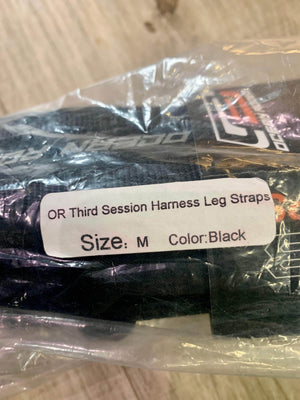 OR Third Session Harness Leg Straps
Size: M Color:Black